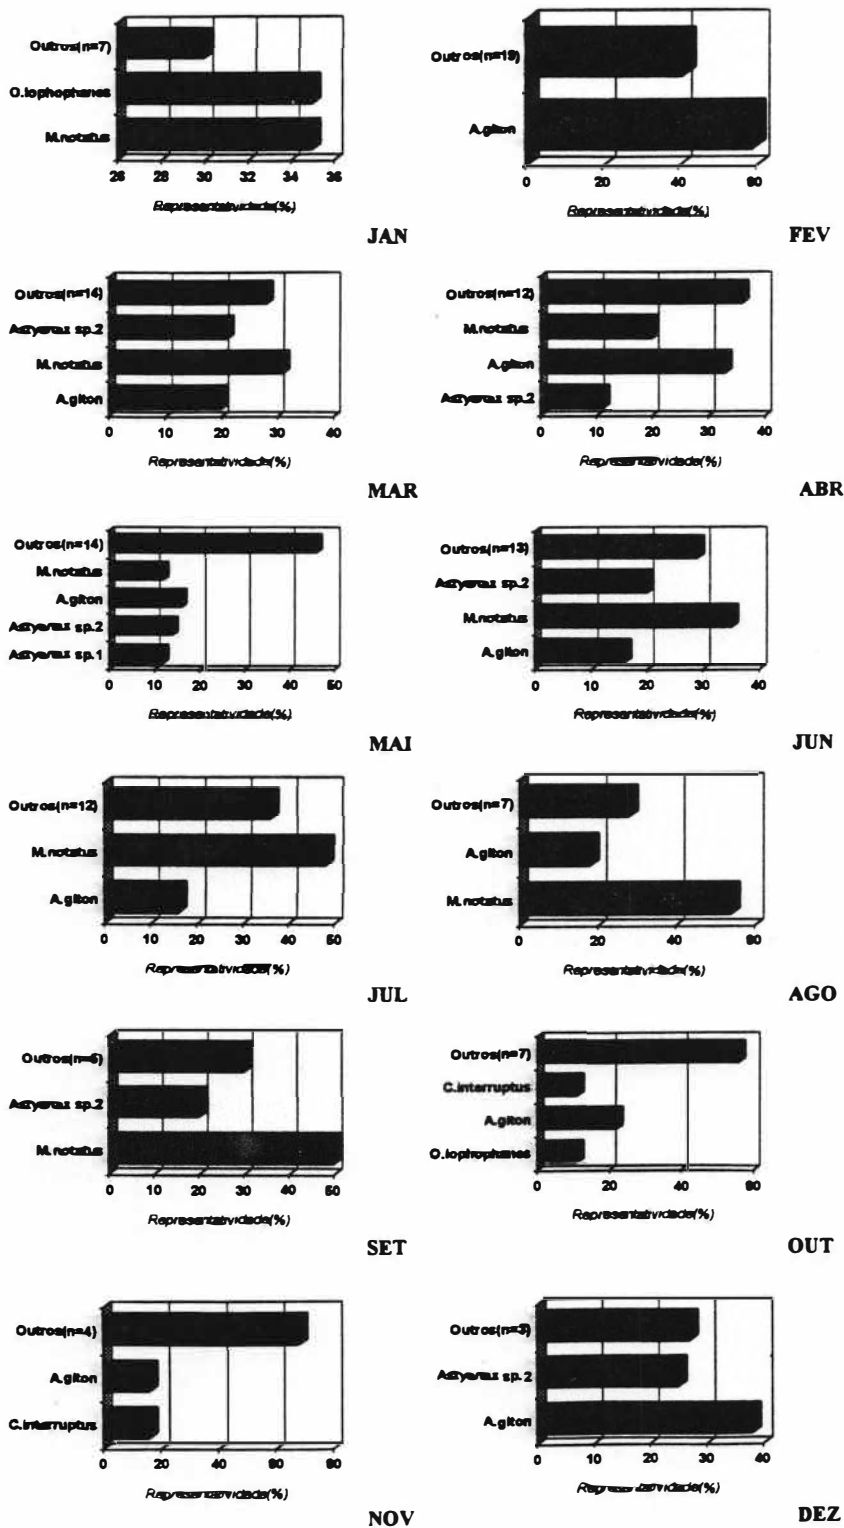 Outros(n=7)
O.lophophanes
M.notatus
26 28 30 32 34 36
Representatividade(%)
JAN
Outros(n=19)
A.giton
0 20 40 60
Representatividade(%)
FEV
Outros(n=14)
Astyanax sp.2
M.notatus
A.giton
0 10 20 30 40
Representatividade(%)
MAR
Outros(n=12)
M.notatus
A.giton
Astyanax sp.2
0 10 20 30 40
Representatividade(%)
ABR
Outros(n=14)
M.notatus
A.giton
Astyanax sp.2
Astyanax sp.1
0 10 20 30 40 50
Representatividade(%)
MAI
Outros(n=13)
Astyanax sp.2
M.notatus
A.giton
0 10 20 30 40
Representatividade(%)
JUN
Outros(n=12)
M.notatus
A.giton
0 10 20 30 40 50
Representatividade(%)
JUL
Outros(n=7)
A.giton
M.notatus
0 20 40 60
Representatividade(%)
AGO
Outros(n=5)
Astyanax sp.2
M.notatus
0 10 20 30 40 50
Representatividade(%)
SET
Outros(n=7)
C.interruptus
A.giton
O.lophophanes
0 20 40 60
Representatividade(%)
OUT
Outros(n=4)
A.giton
C.interruptus
0 20 40 60 80
Representatividade(%)
NOV
Outros(n=3)
Astyanax sp.2
A.giton
0 10 20 30 40
Representatividade(%)
DEZ